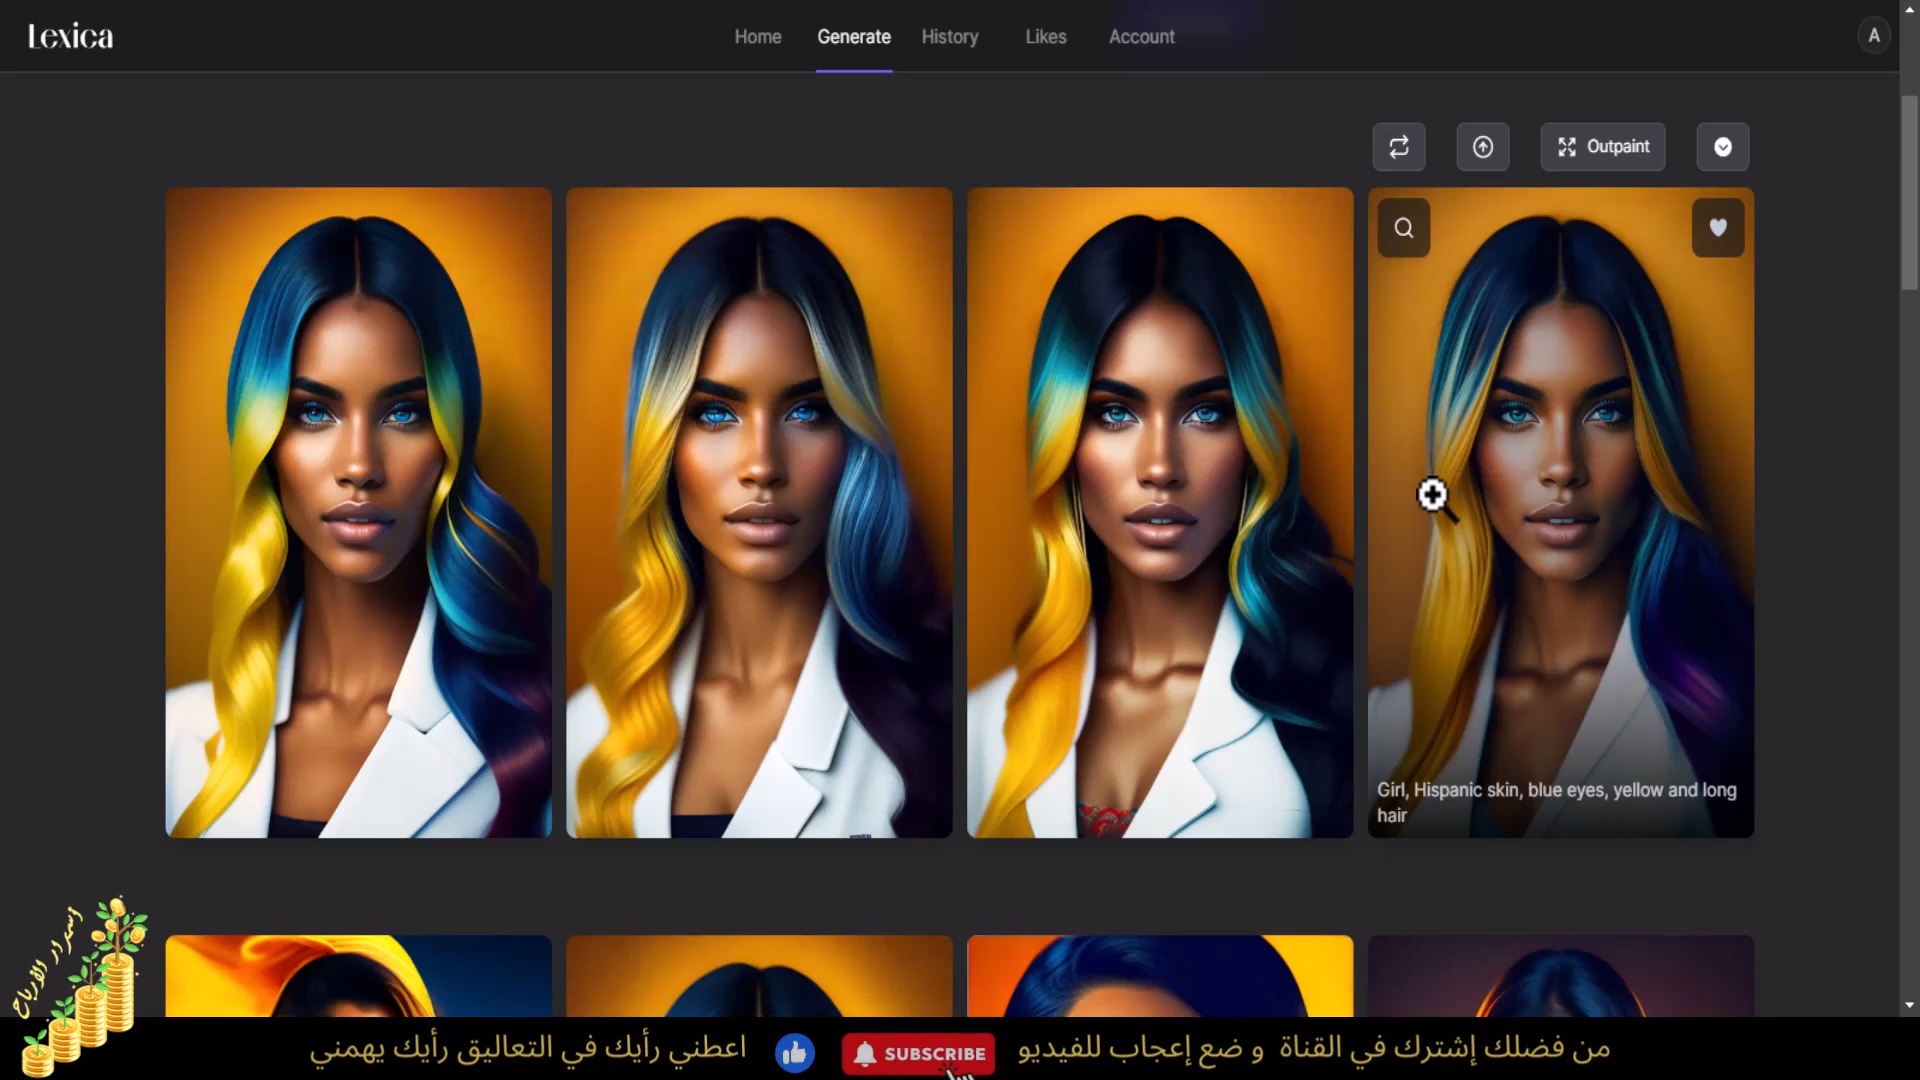 Lexica
Home Generate History Likes Account
A
Outpaint
Girl, Hispanic skin, blue eyes, yellow and long
hair
من فضلك إشترك في القناة و ضع إعجاب للفيديو
SUBSCRIBE
اعطني رأيك في التعاليق رأيك يهمني